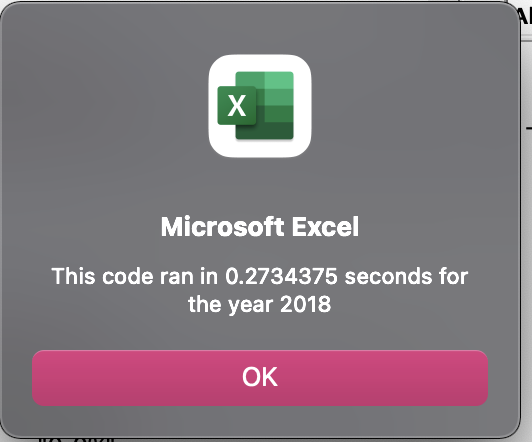 X
Microsoft Excel
This code ran in 0.2734375 seconds for
the year 2018
OK